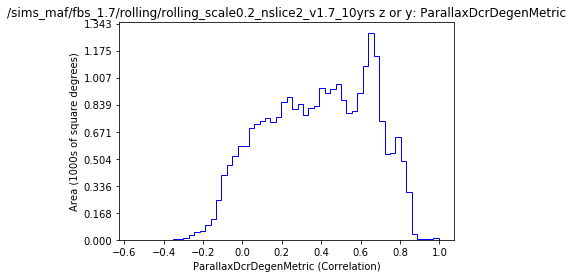 /sims_maf/fbs_1.7/rolling/rolling_scale0.2_nslice2_v1.7_10yrs z or y: ParallaxDcrDegenMetric
1.343
1.175
1.007
0.839
0.671
0.504
0.336
0.168
0.000
Area (1000s of square degrees)
−0.6 −0.4 −0.2 0.0 0.2 0.4 0.6 0.8 1.0
ParallaxDcrDegenMetric (Correlation)